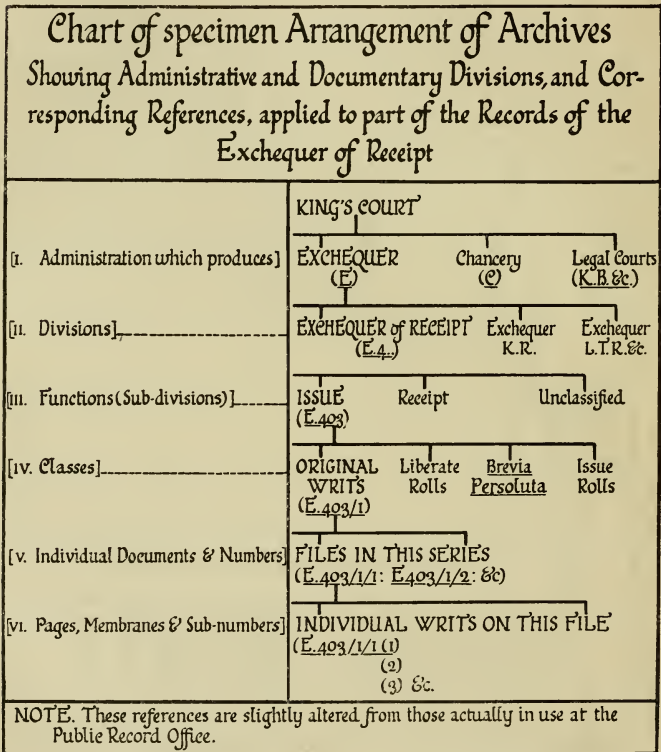 Chart of specimen Arrangement of Archives
Showing Administrative and Documentary Divisions, and Cor-
responding References, applied to part of the Records of the
Exchequer of Receipt
KING'S COURT
[I. Administration which produces] EXCHEQUER Chancery Legal Courts
(E) (C) (K.B. &c.)
[II. Divisions] EXCHEQUER of RECEIPT Exchequer Exchequer
(E.4..) K.R. L.T.R.&c.
[III. Functions (Sub-divisions)] ISSUE Receipt Unclassified
(E.403)
[IV. Classes] ORIGINAL Liberate Brevia Issue
WRITS Rolls Persoluta Rolls
(E.403/1)
[V. Individual Documents & Numbers] FILES IN THIS SERIES
(E.403/1/1: E403/1/2: &c)
[VI. Pages, Membranes & Sub-numbers] INDIVIDUAL WRITS ON THIS FILE
(E.403/1/1 (1)
(2)
(3) &c.
NOTE. These references are slightly altered from those actually in use at the
Public Record Office.